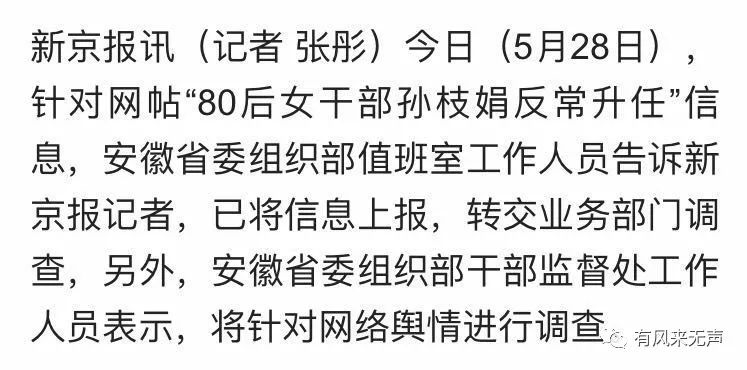 新京报讯（记者 张彤）今日（5月28日），
针对网帖“80后女干部孙枝娟反常升任”信
息，安徽省委组织部值班室工作人员告诉新
京报记者，已将信息上报，转交业务部门调
查，另外，安徽省委组织部干部监督处工作
人员表示，将针对网络舆情进行调查
有风来无声